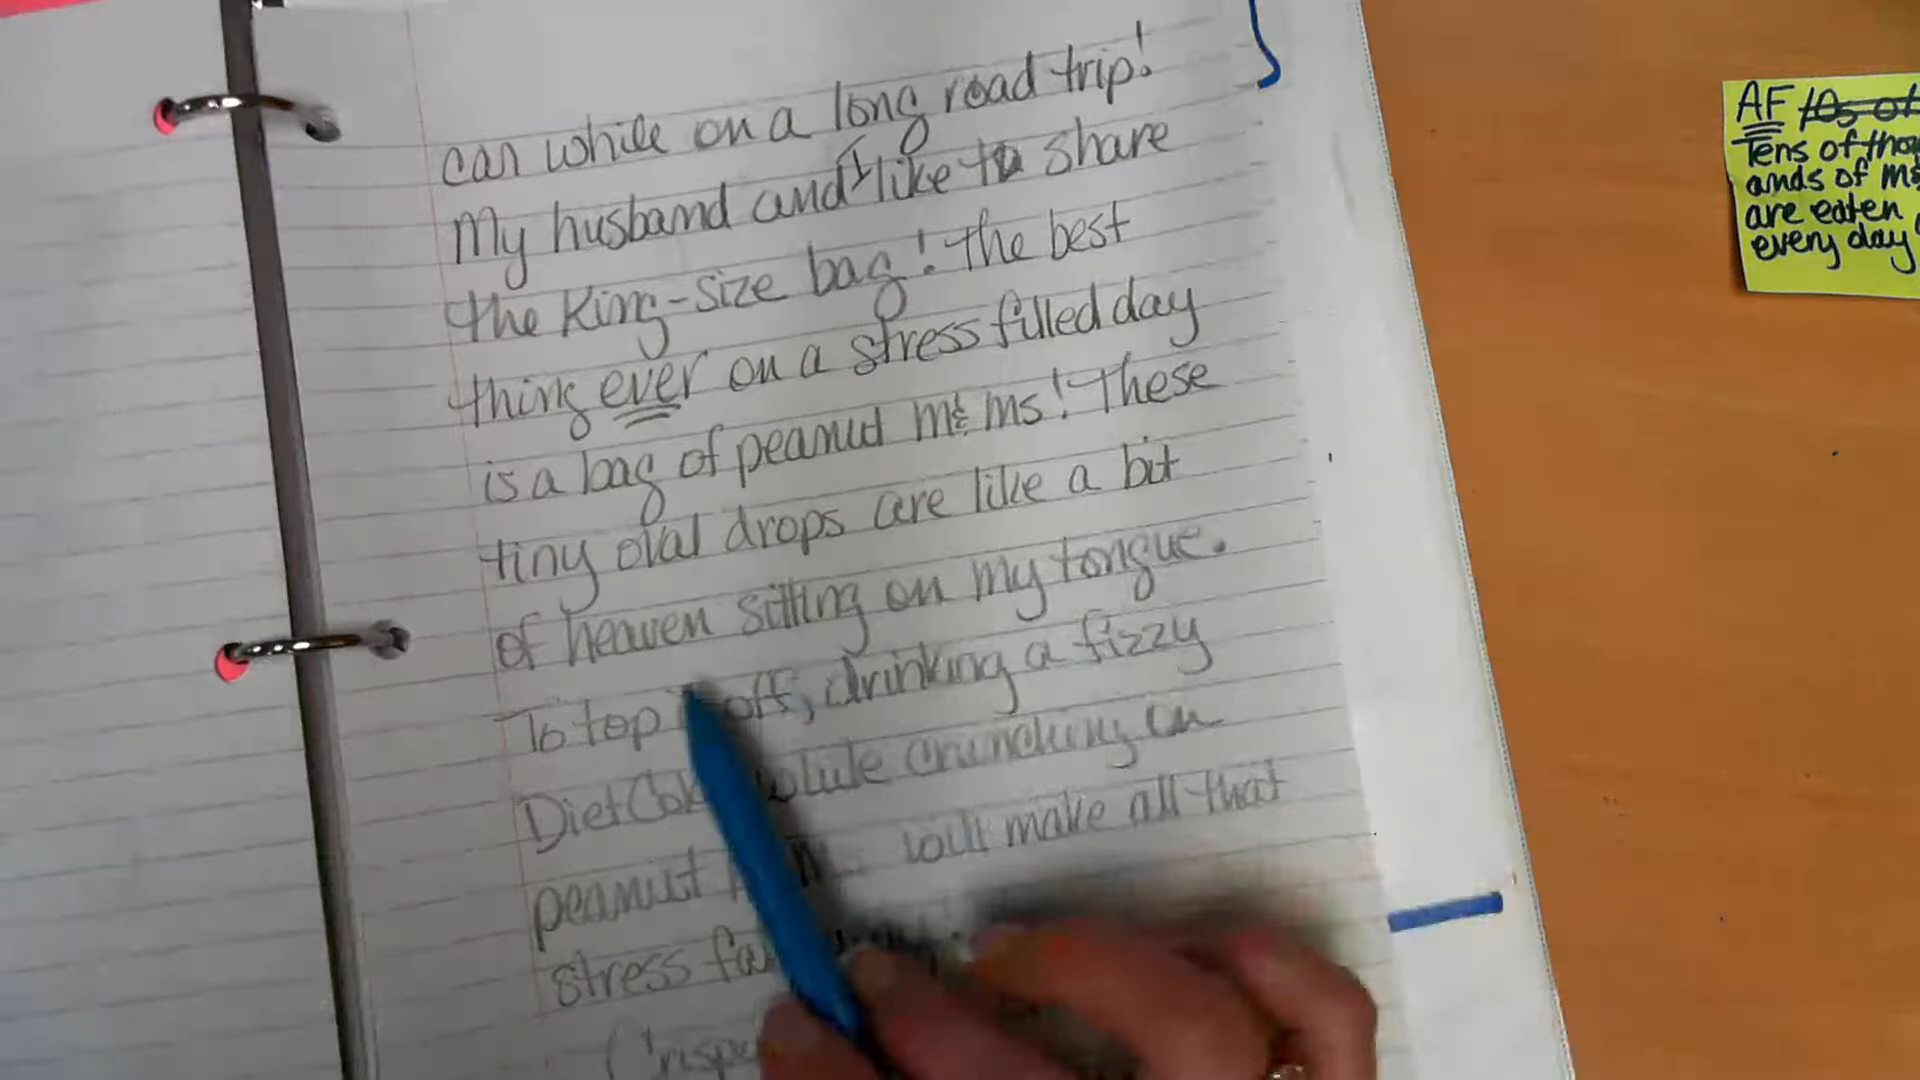 can while on a long road trip!
My husband and I like to share
the King-size bag! The best
thing ever on a stress filled day
is a bag of peanut m&ms! These
tiny oval drops are like a bit
of heaven sitting on my tongue.
To top off, drinking a fizzy
Diet while crunching on
peanut will make all that
stress
AF 10s of
Tens of
ands of
are eaten
every day